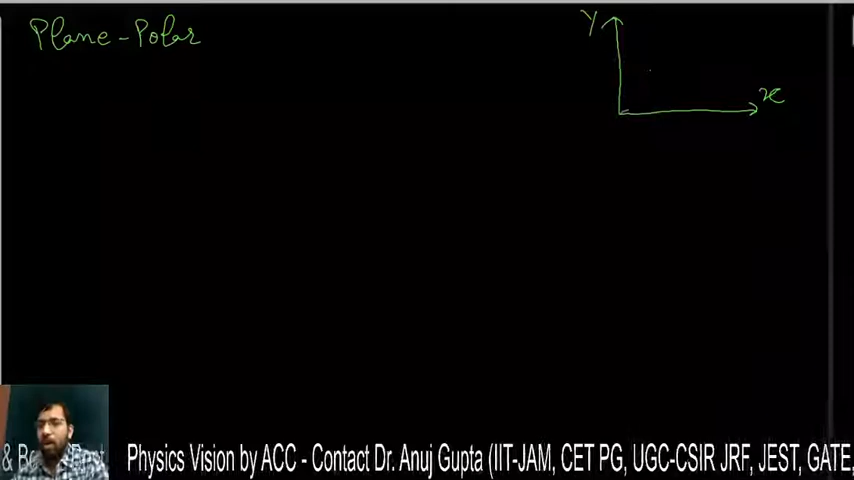 Plane-Polar
Y
x
& Be
Physics Vision by ACC - Contact Dr. Anuj Gupta (IIT-JAM, CET PG, UGC-CSIR JRF, JEST, GATE,